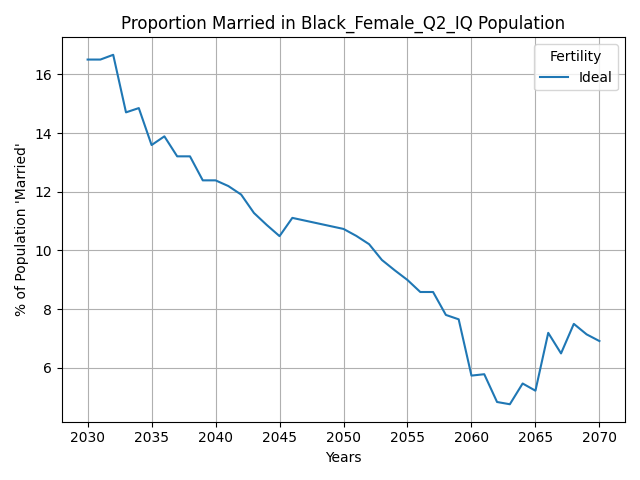 Proportion Married in Black_Female_Q2_IQ Population
Fertility
Ideal
% of Population 'Married'
16
14
12
10
8
6
2030 2035 2040 2045 2050 2055 2060 2065 2070
Years